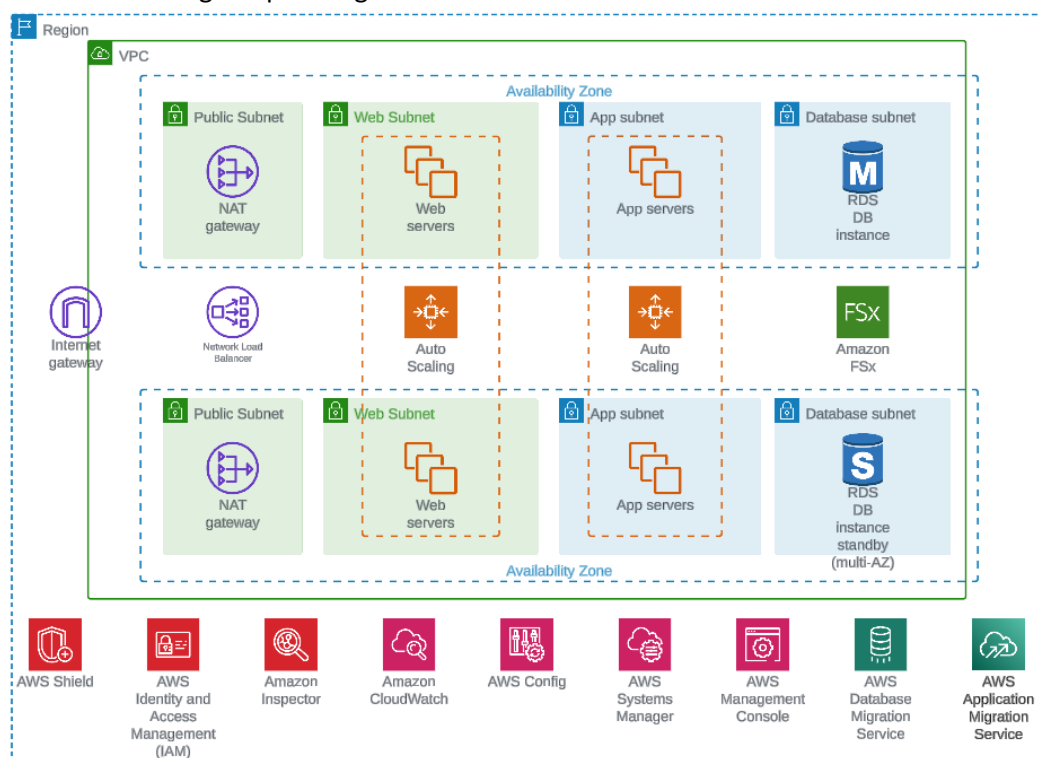 Region
VPC
Availability Zone
Public Subnet
Web Subnet
App subnet
Database subnet
M
NAT
gateway
Web
servers
App servers
RDS
DB
instance
Internet
gateway
Network Load
Balancer
Auto
Scaling
Auto
Scaling
FSx
Amazon
FSx
Public Subnet
Web Subnet
App subnet
Database subnet
S
NAT
gateway
Web
servers
App servers
RDS
DB
instance
standby
(multi-AZ)
Availability Zone
AWS Shield
AWS
Identity and
Access
Management
(IAM)
Amazon
Inspector
Amazon
CloudWatch
AWS Config
AWS
Systems
Manager
AWS
Management
Console
AWS
Database
Migration
Service
AWS
Application
Migration
Service